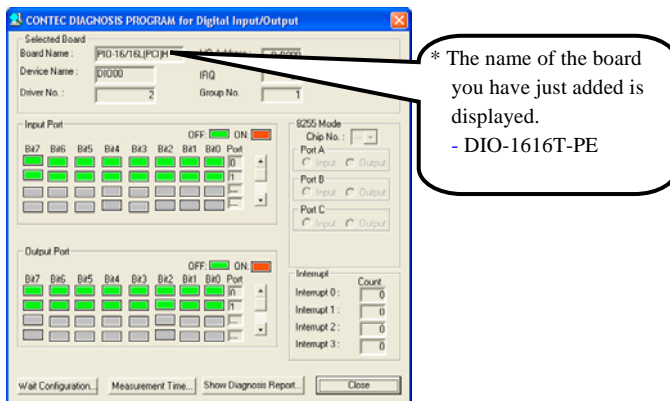 CONTEC DIAGNOSIS PROGRAM for Digital Input/Output
Selected Board
Board Name : PIO-16/16L(PCI)H
Device Name : DIO00 IRQ
Driver No. : 2 Group No. 1
* The name of the board
you have just added is
displayed.
- DIO-1616T-PE
Input Port
OFF: ON:
Bit7 Bit6 Bit5 Bit4 Bit3 Bit2 Bit1 Bit0 Port
0
1
...
...
8255 Mode
Chip No. : ---
Port A
Input Output
Port B
Input Output
Port C
Input Output
Output Port
OFF: ON:
Bit7 Bit6 Bit5 Bit4 Bit3 Bit2 Bit1 Bit0 Port
0
1
...
...
Interrupt
Count
Interrupt 0 : 0
Interrupt 1 : 0
Interrupt 2 : 0
Interrupt 3 : 0
Wait Configuration... Measurement Time... Show Diagnosis Report... Close